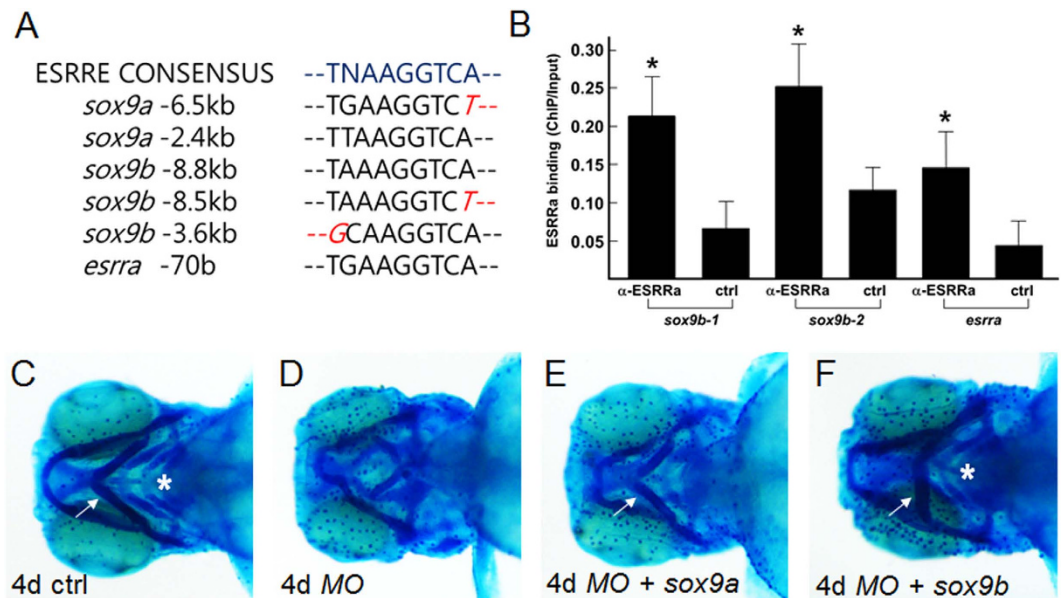 A
ESRRE CONSENSUS --TNAAGGTCA--
sox9a -6.5kb --TGAAGGTCT--
sox9a -2.4kb --TTAAGGTCA--
sox9b -8.8kb --TAAAGGTCA--
sox9b -8.5kb --TAAAGGTCT--
sox9b -3.6kb --GCAAGGTCA--
esrra -70b --TGAAGGTCA--
B
ESRRa binding (ChIP/Input)
0.30
0.25
0.20
0.15
0.10
0.05
* * *
α-ESRRa ctrl α-ESRRa ctrl α-ESRRa ctrl
sox9b-1 sox9b-2 esrra
C D E F
* *
4d ctrl 4d MO 4d MO + sox9a 4d MO + sox9b